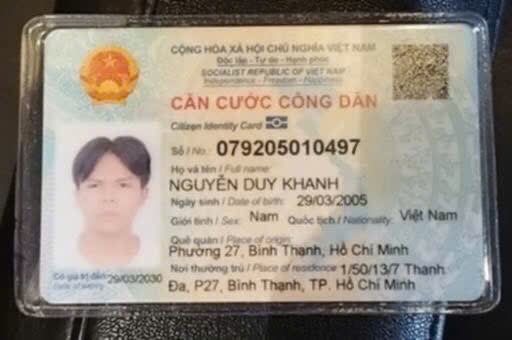 CỘNG HÒA XÃ HỘI CHỦ NGHĨA VIỆT NAM
Độc lập - Tự do - Hạnh phúc
SOCIALIST REPUBLIC OF VIET NAM
Independence - Freedom - Happiness
CĂN CƯỚC CÔNG DÂN
Citizen Identity Card
Số / No.: 079205010497
Họ và tên / Full name:
NGUYỄN DUY KHANH
Ngày sinh / Date of birth: 29/03/2005
Giới tính / Sex: Nam Quốc tịch / Nationality: Việt Nam
Quê quán / Place of origin:
Phường 27, Bình Thạnh, Hồ Chí Minh
Nơi thường trú / Place of residence: 1/50/13/7 Thanh
Đa, P27, Bình Thạnh, TP. Hồ Chí Minh
Có giá trị đến: 29/03/2030
Date of expiry